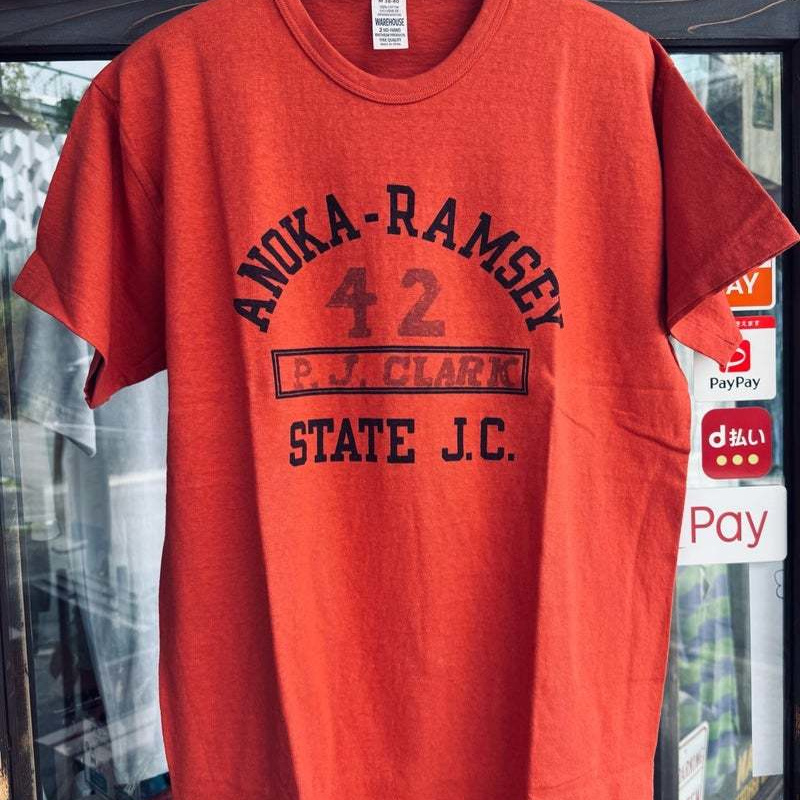 WAREHOUSE
ANOKA-RAMSEY
42
P.J. CLARK
STATE J.C.
AY
PayPay
d払い
Pay